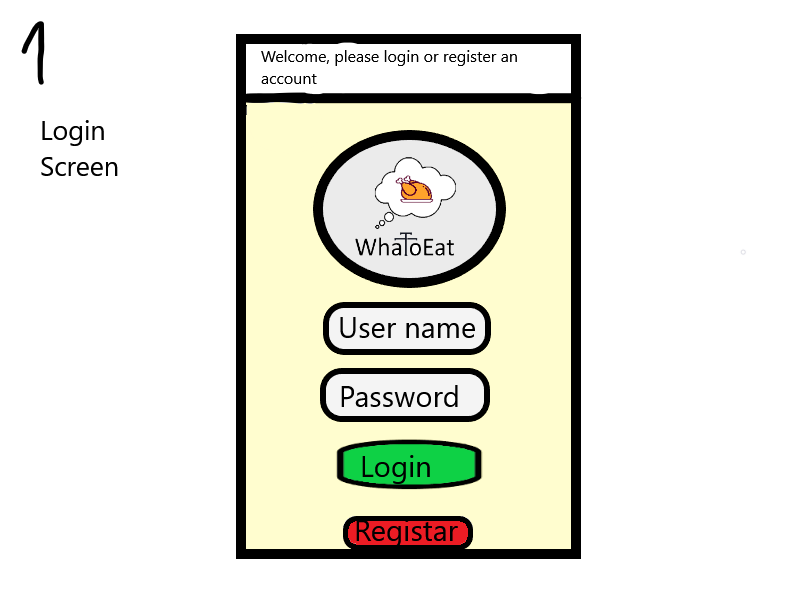 1
Login
Screen
Welcome, please login or register an
account
WhaToEat
User name
Password
Login
Registar